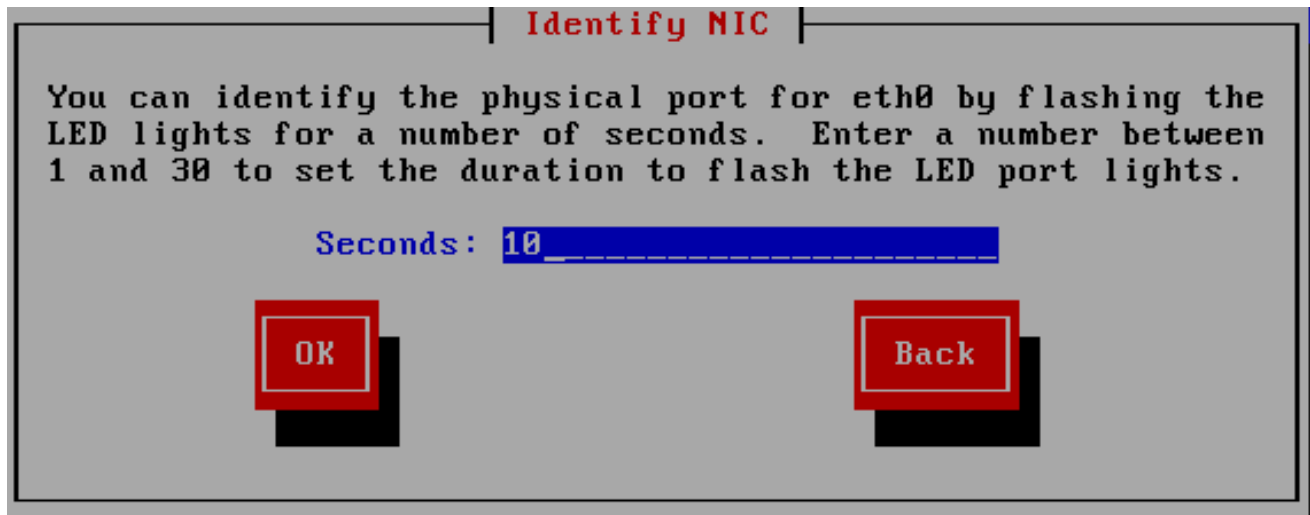 Identify NIC
You can identify the physical port for eth0 by flashing the
LED lights for a number of seconds.  Enter a number between
1 and 30 to set the duration to flash the LED port lights.
Seconds: 10
OK
Back